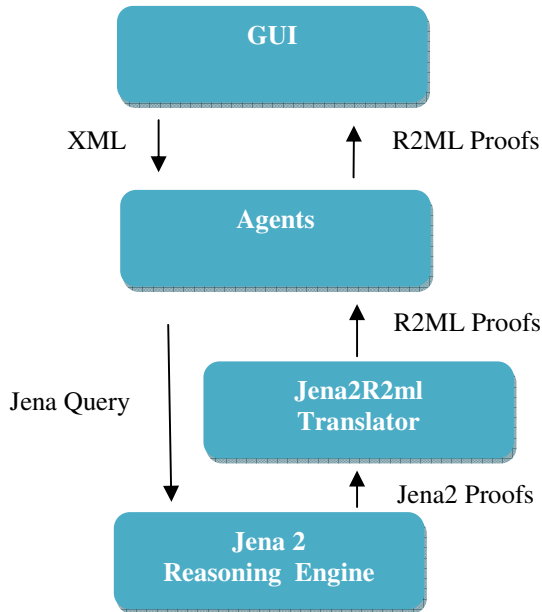 GUI
XML
R2ML Proofs
Agents
R2ML Proofs
Jena Query
Jena2R2ml
Translator
Jena2 Proofs
Jena 2
Reasoning Engine